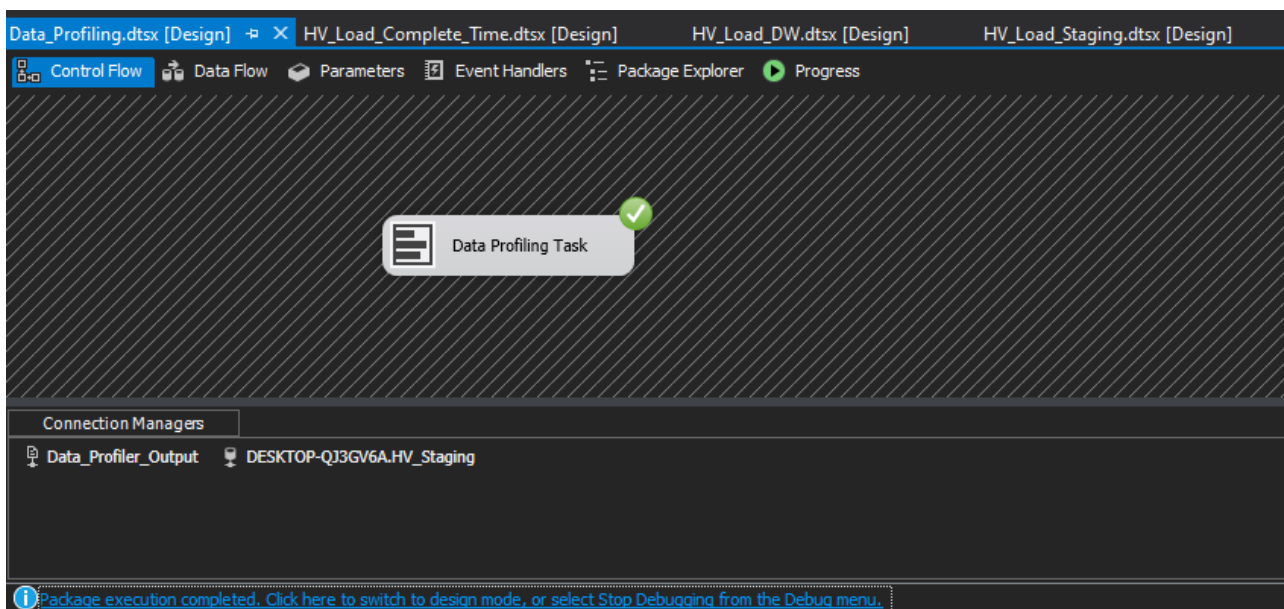 Data_Profiling.dtsx [Design] HV_Load_Complete_Time.dtsx [Design] HV_Load_DW.dtsx [Design] HV_Load_Staging.dtsx [Design]
Control Flow Data Flow Parameters Event Handlers Package Explorer Progress
Data Profiling Task
Connection Managers
Data_Profiler_Output DESKTOP-QJ3GV6A.HV_Staging
Package execution completed. Click here to switch to design mode, or select Stop Debugging from the Debug menu.